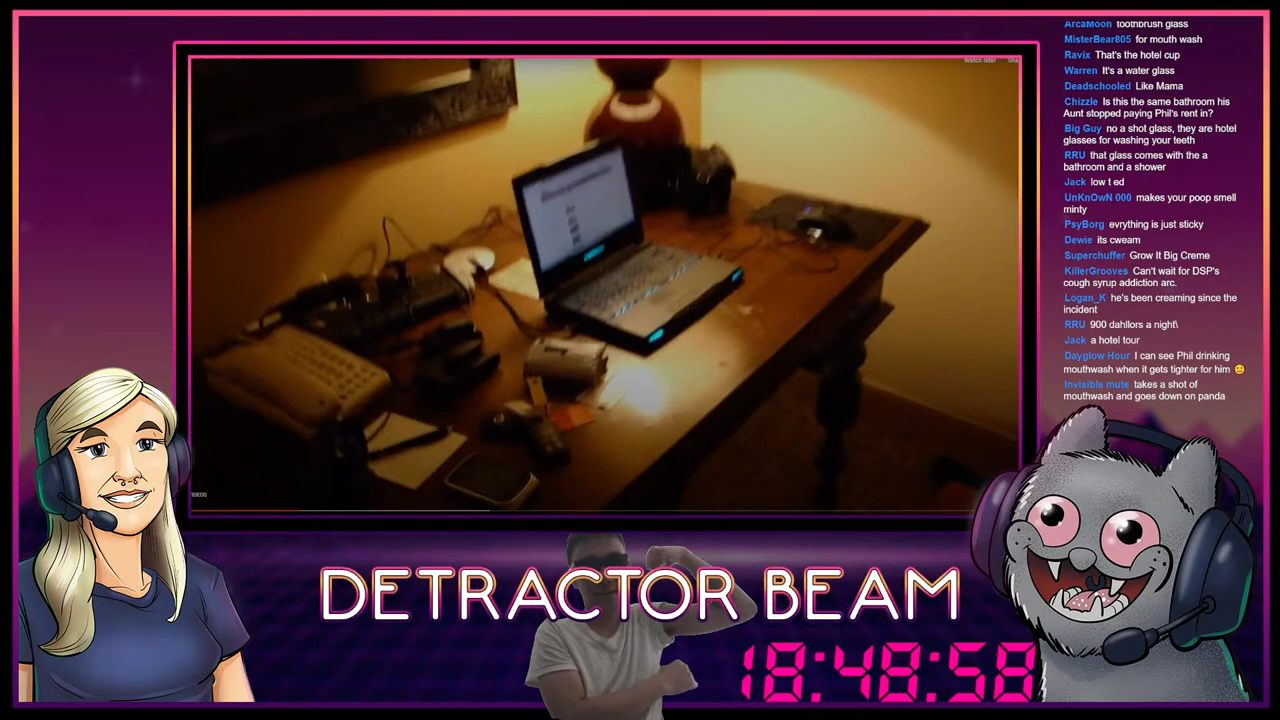 ArcaMoon toothbrush glass
MisterBear805 for mouth wash
Ravix That's the hotel cup
Warren It's a water glass
Deadschooled Like Mama
Chizzle Is this the same bathroom his
Aunt stopped paying Phil's rent in?
Big Guy no a shot glass, they are hotel
glasses for washing your teeth
RRU that glass comes with the a
bathroom and a shower
Jack low t ed
UnKnOwN 000 makes your poop smell
minty
PsyBorg evrything is just sticky
Dewie its cweam
Superchuffer Grow It Big Creme
KillerGrooves Can't wait for DSP's
cough syrup addiction arc.
Logan_K he's been creaming since the
incident
RRU 900 dahllors a night\
Jack a hotel tour
Dayglow Hour I can see Phil drinking
mouthwash when it gets tighter for him 🙂
Invisible mute takes a shot of
mouthwash and goes down on panda
Watch later Sha
IDEOS
DETRACTOR BEAM
18:48:58